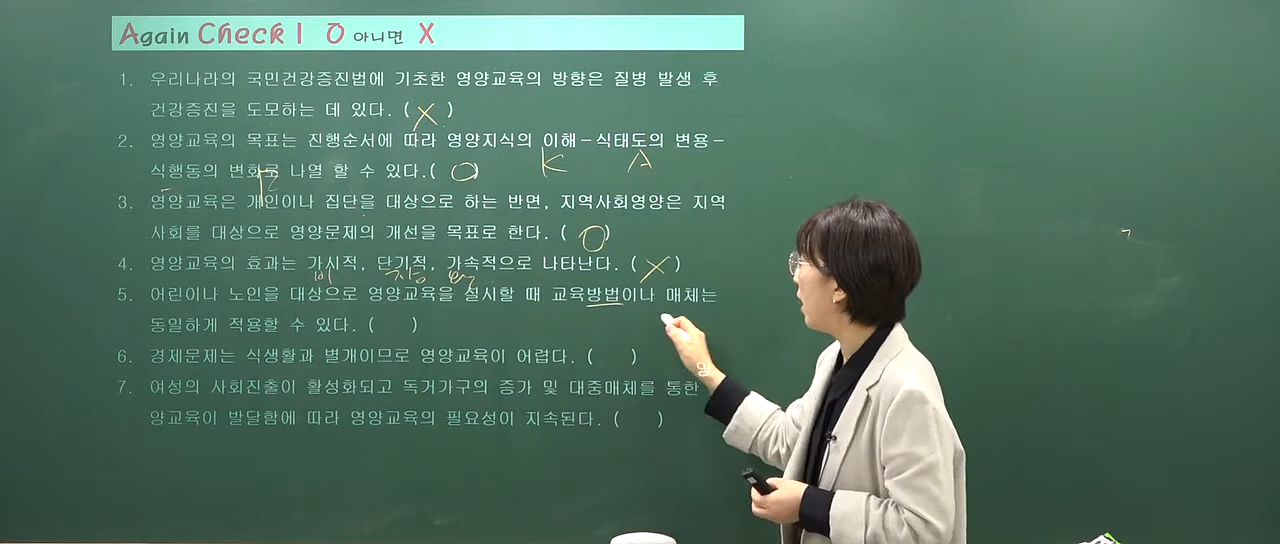 Again Check! O 아니면 X
1. 우리나라의 국민건강증진법에 기초한 영양교육의 방향은 질병 발생 후
건강증진을 도모하는 데 있다. ( X )
2. 영양교육의 목표는 진행순서에 따라 영양지식의 이해-식태도의 변용-
식행동의 변화로 나열 할 수 있다.( O )
P K A
3. 영양교육은 개인이나 집단을 대상으로 하는 반면, 지역사회영양은 지역
사회를 대상으로 영양문제의 개선을 목표로 한다. ( O )
4. 영양교육의 효과는 가시적, 단기적, 가속적으로 나타난다. ( X )
비
5. 어린이나 노인을 대상으로 영양교육을 실시할 때 교육방법이나 매체는
동일하게 적용할 수 있다. ( )
6. 경제문제는 식생활과 별개이므로 영양교육이 어렵다. ( )
7. 여성의 사회진출이 활성화되고 독거가구의 증가 및 대중매체를 통한 영
양교육이 발달함에 따라 영양교육의 필요성이 지속된다. ( )